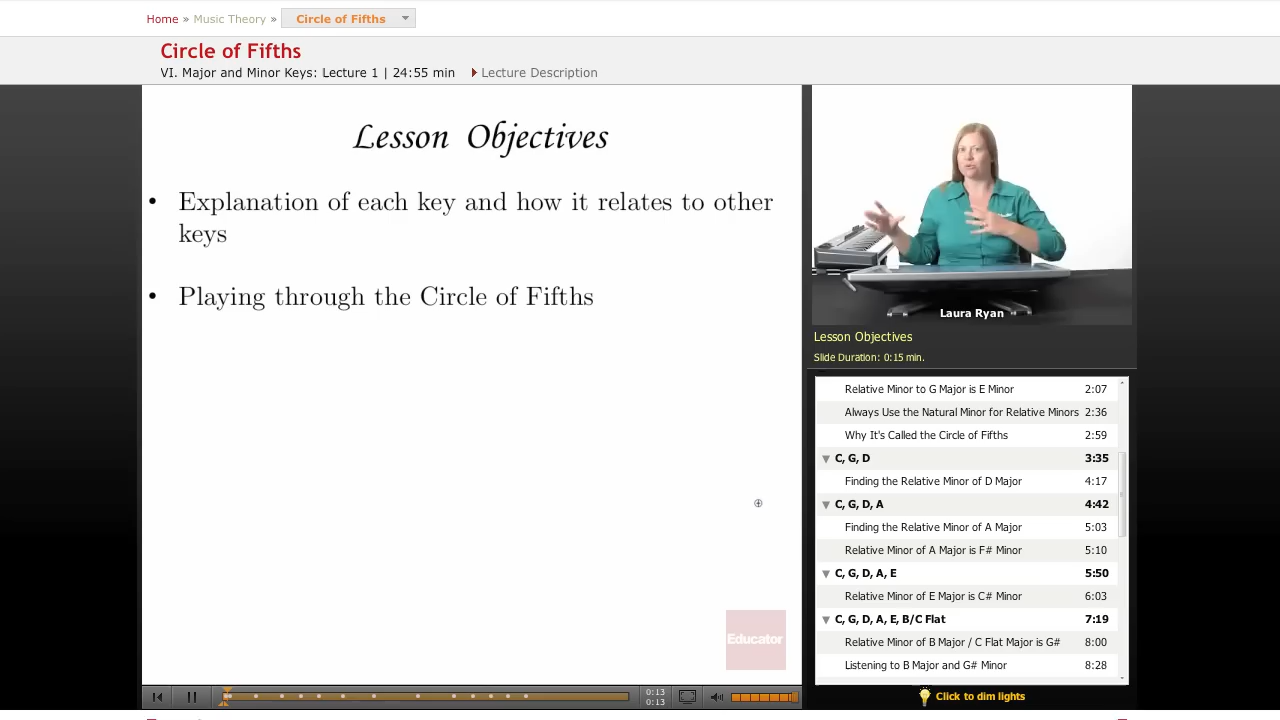 Home » Music Theory » Circle of Fifths
Circle of Fifths
VI. Major and Minor Keys: Lecture 1 | 24:55 min Lecture Description
Lesson Objectives
• Explanation of each key and how it relates to other
keys
• Playing through the Circle of Fifths
Educator
Laura Ryan
Lesson Objectives
Slide Duration: 0:15 min.
Relative Minor to G Major is E Minor 2:07
Always Use the Natural Minor for Relative Minors 2:36
Why It's Called the Circle of Fifths 2:59
C, G, D 3:35
Finding the Relative Minor of D Major 4:17
C, G, D, A 4:42
Finding the Relative Minor of A Major 5:03
Relative Minor of A Major is F# Minor 5:10
C, G, D, A, E 5:50
Relative Minor of E Major is C# Minor 6:03
C, G, D, A, E, B/C Flat 7:19
Relative Minor of B Major / C Flat Major is G# 8:00
Listening to B Major and G# Minor 8:28
0:13
0:13
Click to dim lights